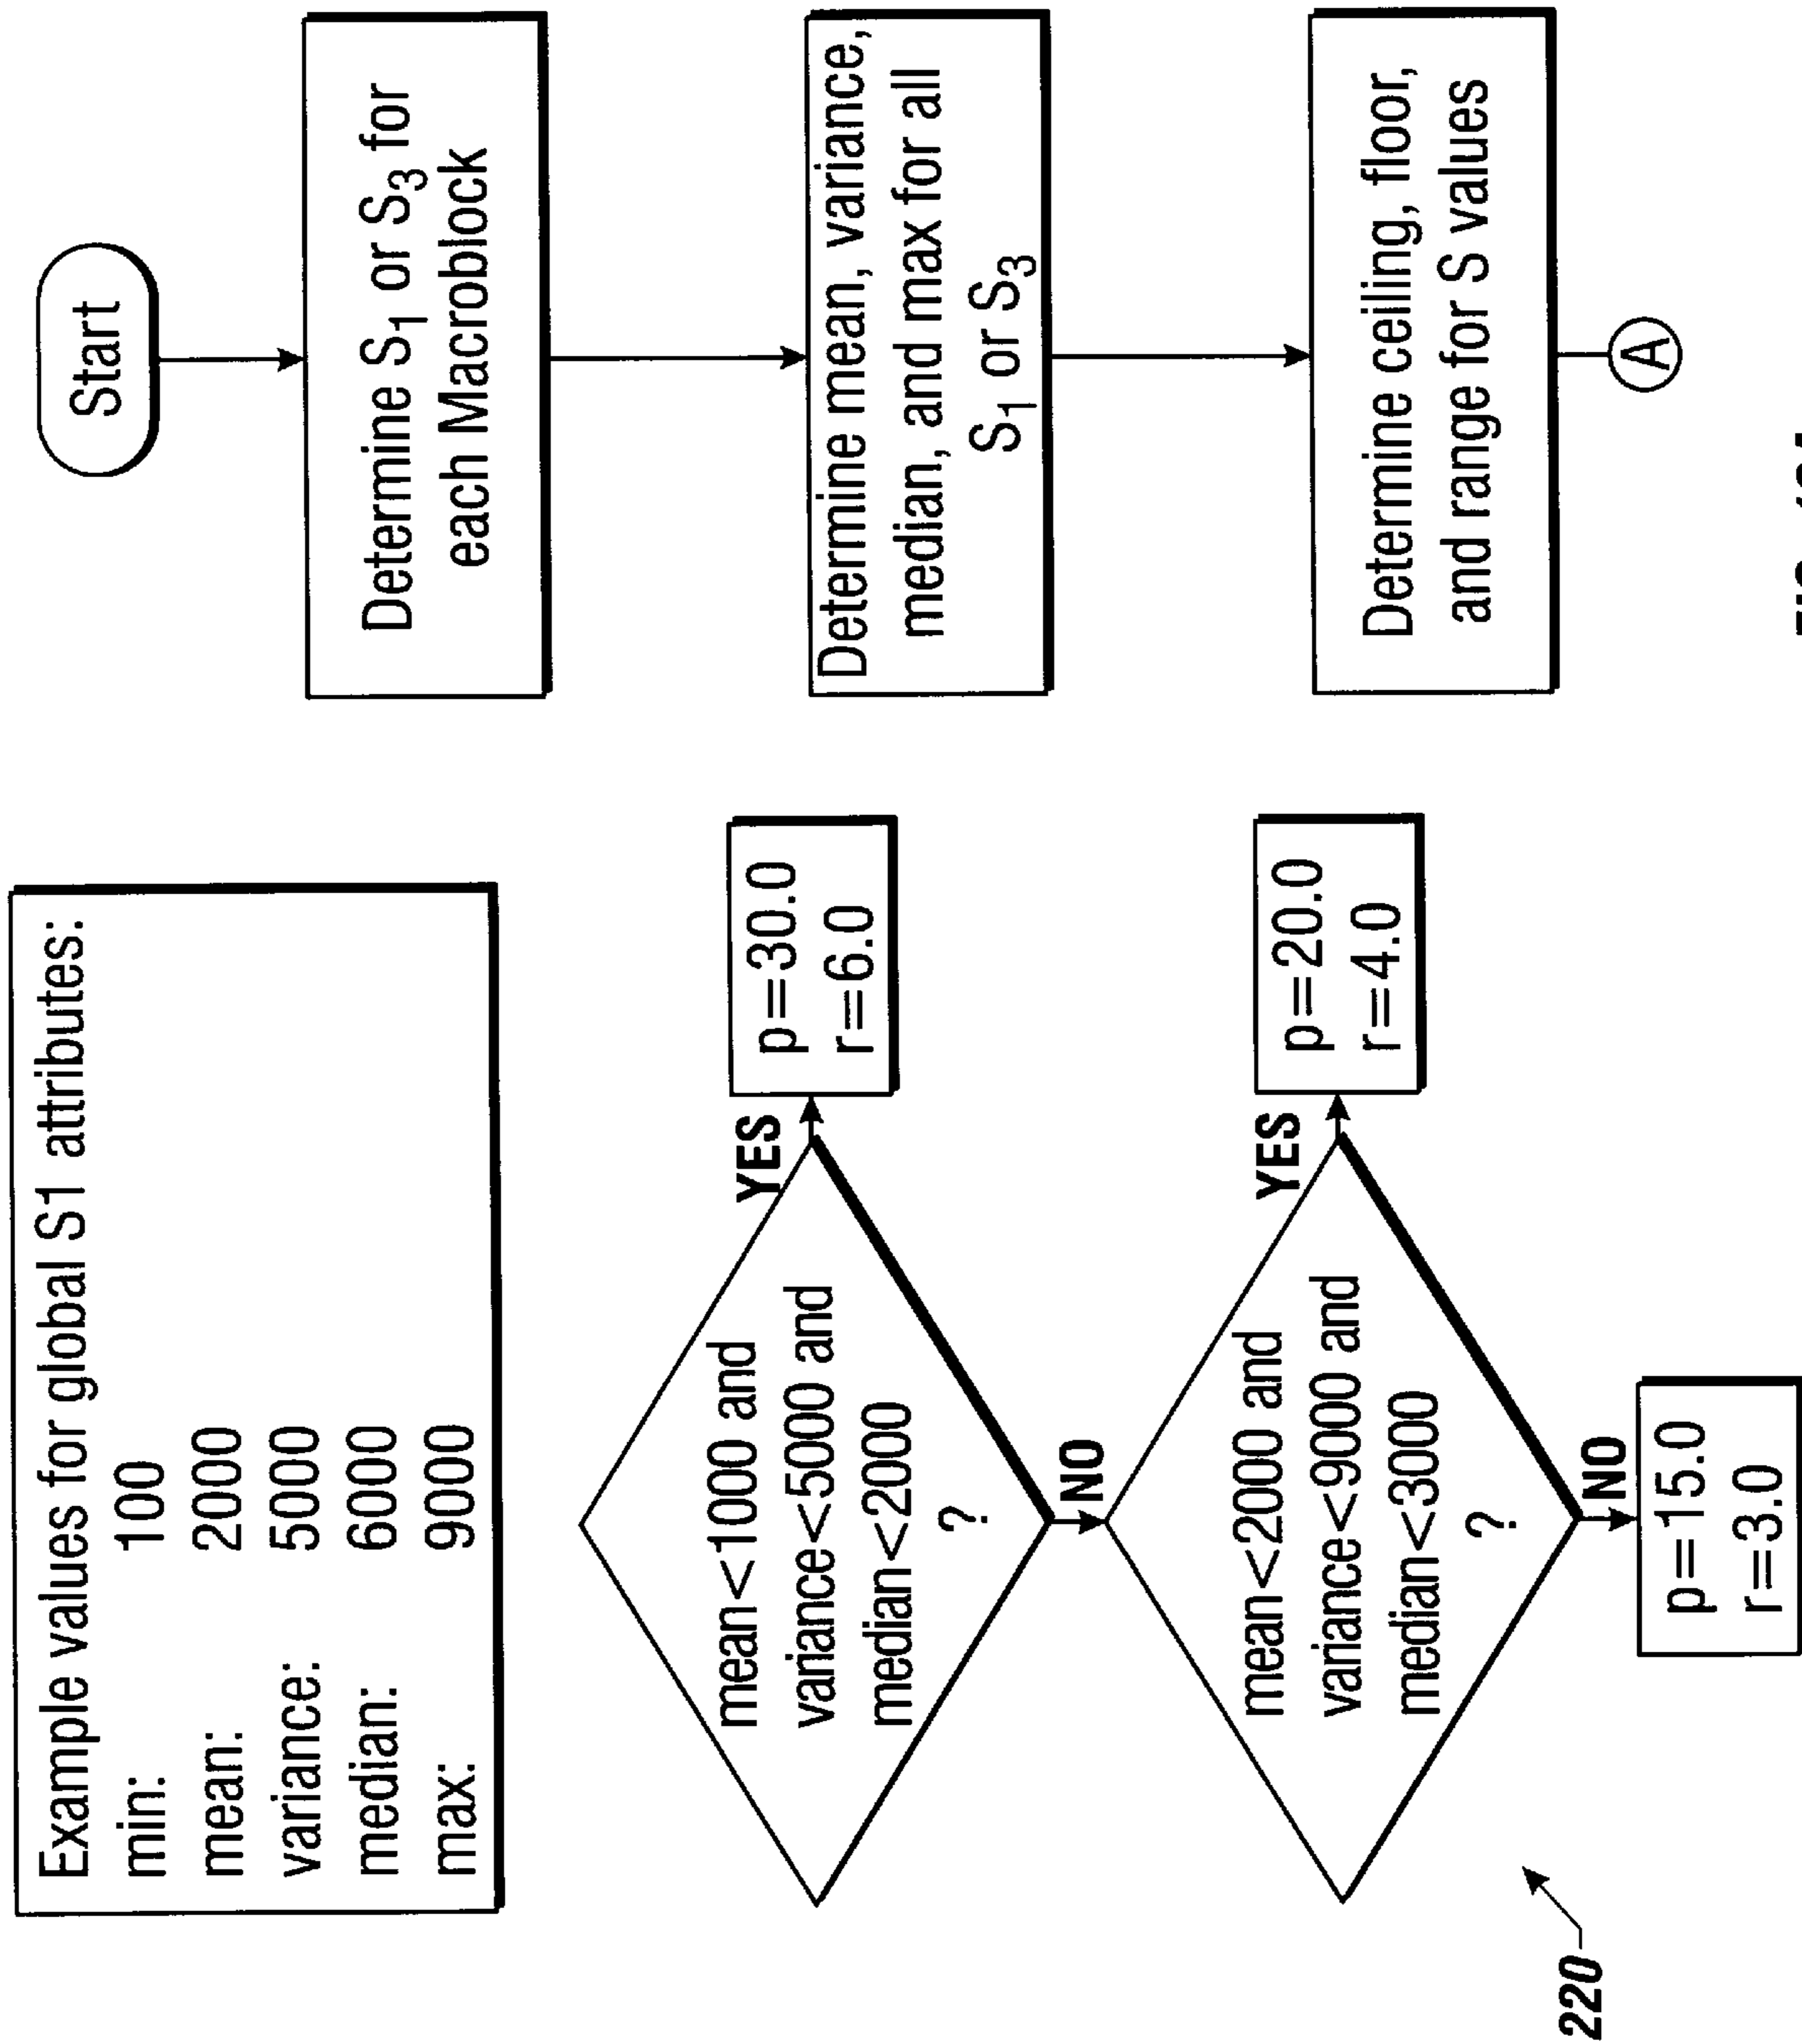 Example values for global S1 attributes:
min: 100
mean: 2000
variance: 5000
median: 6000
max: 9000
mean<1000 and
variance<5000 and
median<2000
?
YES
p=30.0
r=6.0
NO
mean<2000 and
variance<9000 and
median<3000
?
YES
p=20.0
r=4.0
NO
p=15.0
r=3.0
220
Start
Determine S₁ or S₃ for
each Macroblock
Determine mean, variance,
median, and max for all
S₁ or S₃
Determine ceiling, floor,
and range for S values
A